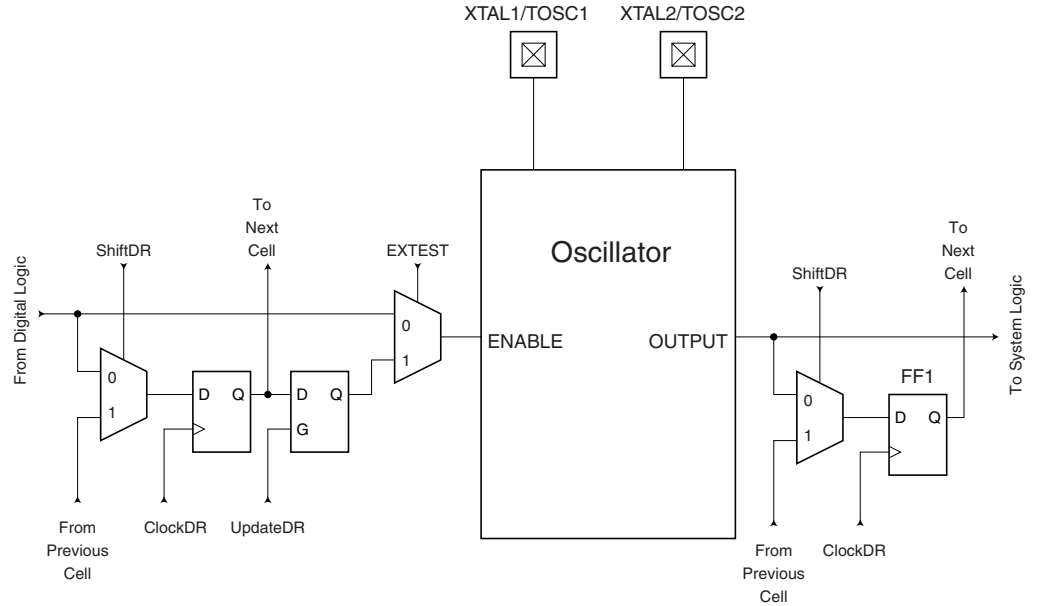 XTAL1/TOSC1
XTAL2/TOSC2
To
Next
Cell
ShiftDR
EXTEST
From Digital Logic
0
1
0
1
D Q
D Q
G
From
Previous
Cell
ClockDR
UpdateDR
Oscillator
ENABLE
OUTPUT
To
Next
Cell
ShiftDR
To System Logic
FF1
0
1
D Q
From
Previous
Cell
ClockDR